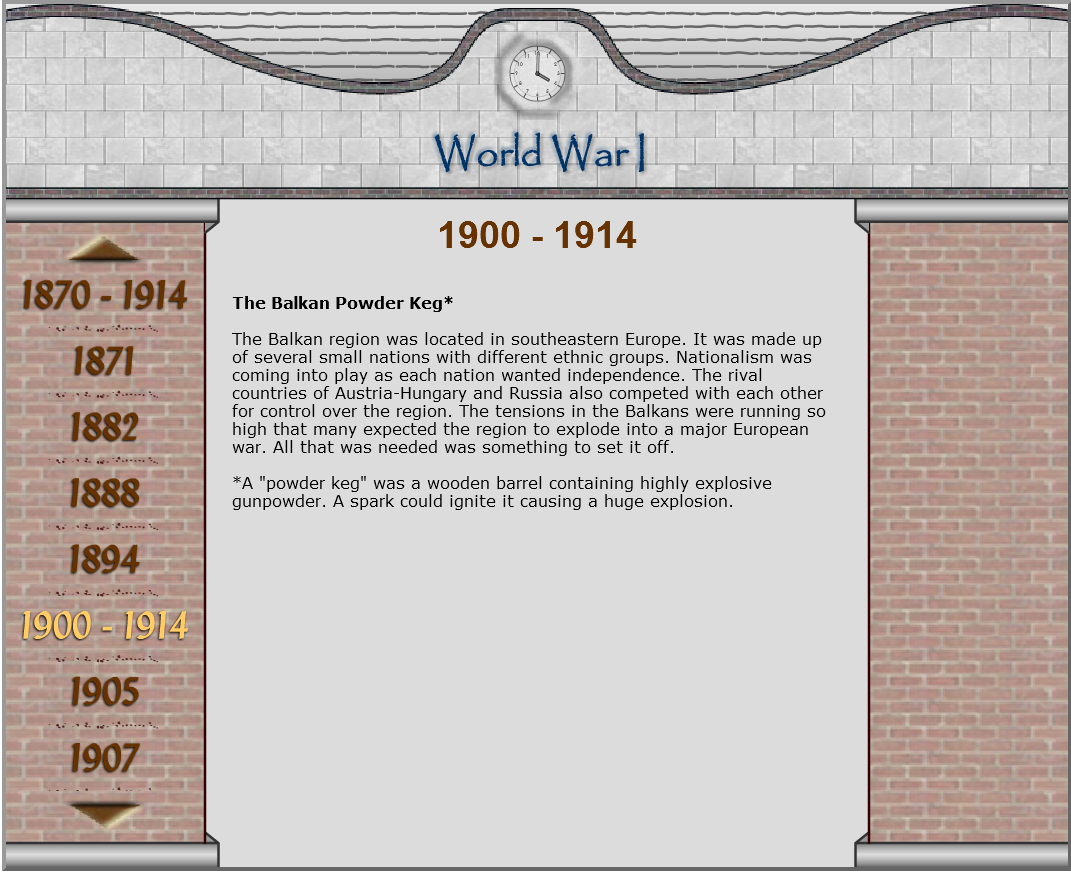 World War I
1900 - 1914
1870 - 1914
1871
1882
1888
1894
1900 - 1914
1905
1907
The Balkan Powder Keg*
The Balkan region was located in southeastern Europe. It was made up
of several small nations with different ethnic groups. Nationalism was
coming into play as each nation wanted independence. The rival
countries of Austria-Hungary and Russia also competed with each other
for control over the region. The tensions in the Balkans were running so
high that many expected the region to explode into a major European
war. All that was needed was something to set it off.
*A "powder keg" was a wooden barrel containing highly explosive
gunpowder. A spark could ignite it causing a huge explosion.